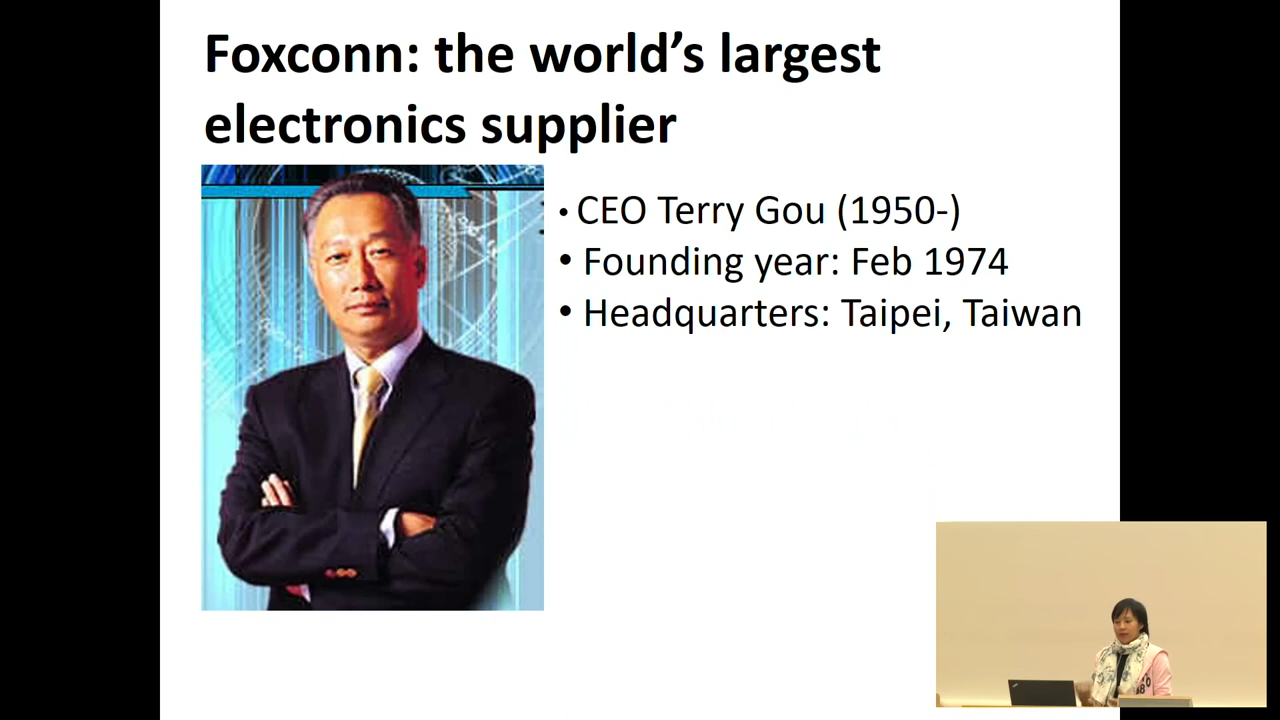 Foxconn: the world’s largest
electronics supplier
• CEO Terry Gou (1950-)
• Founding year: Feb 1974
• Headquarters: Taipei, Taiwan